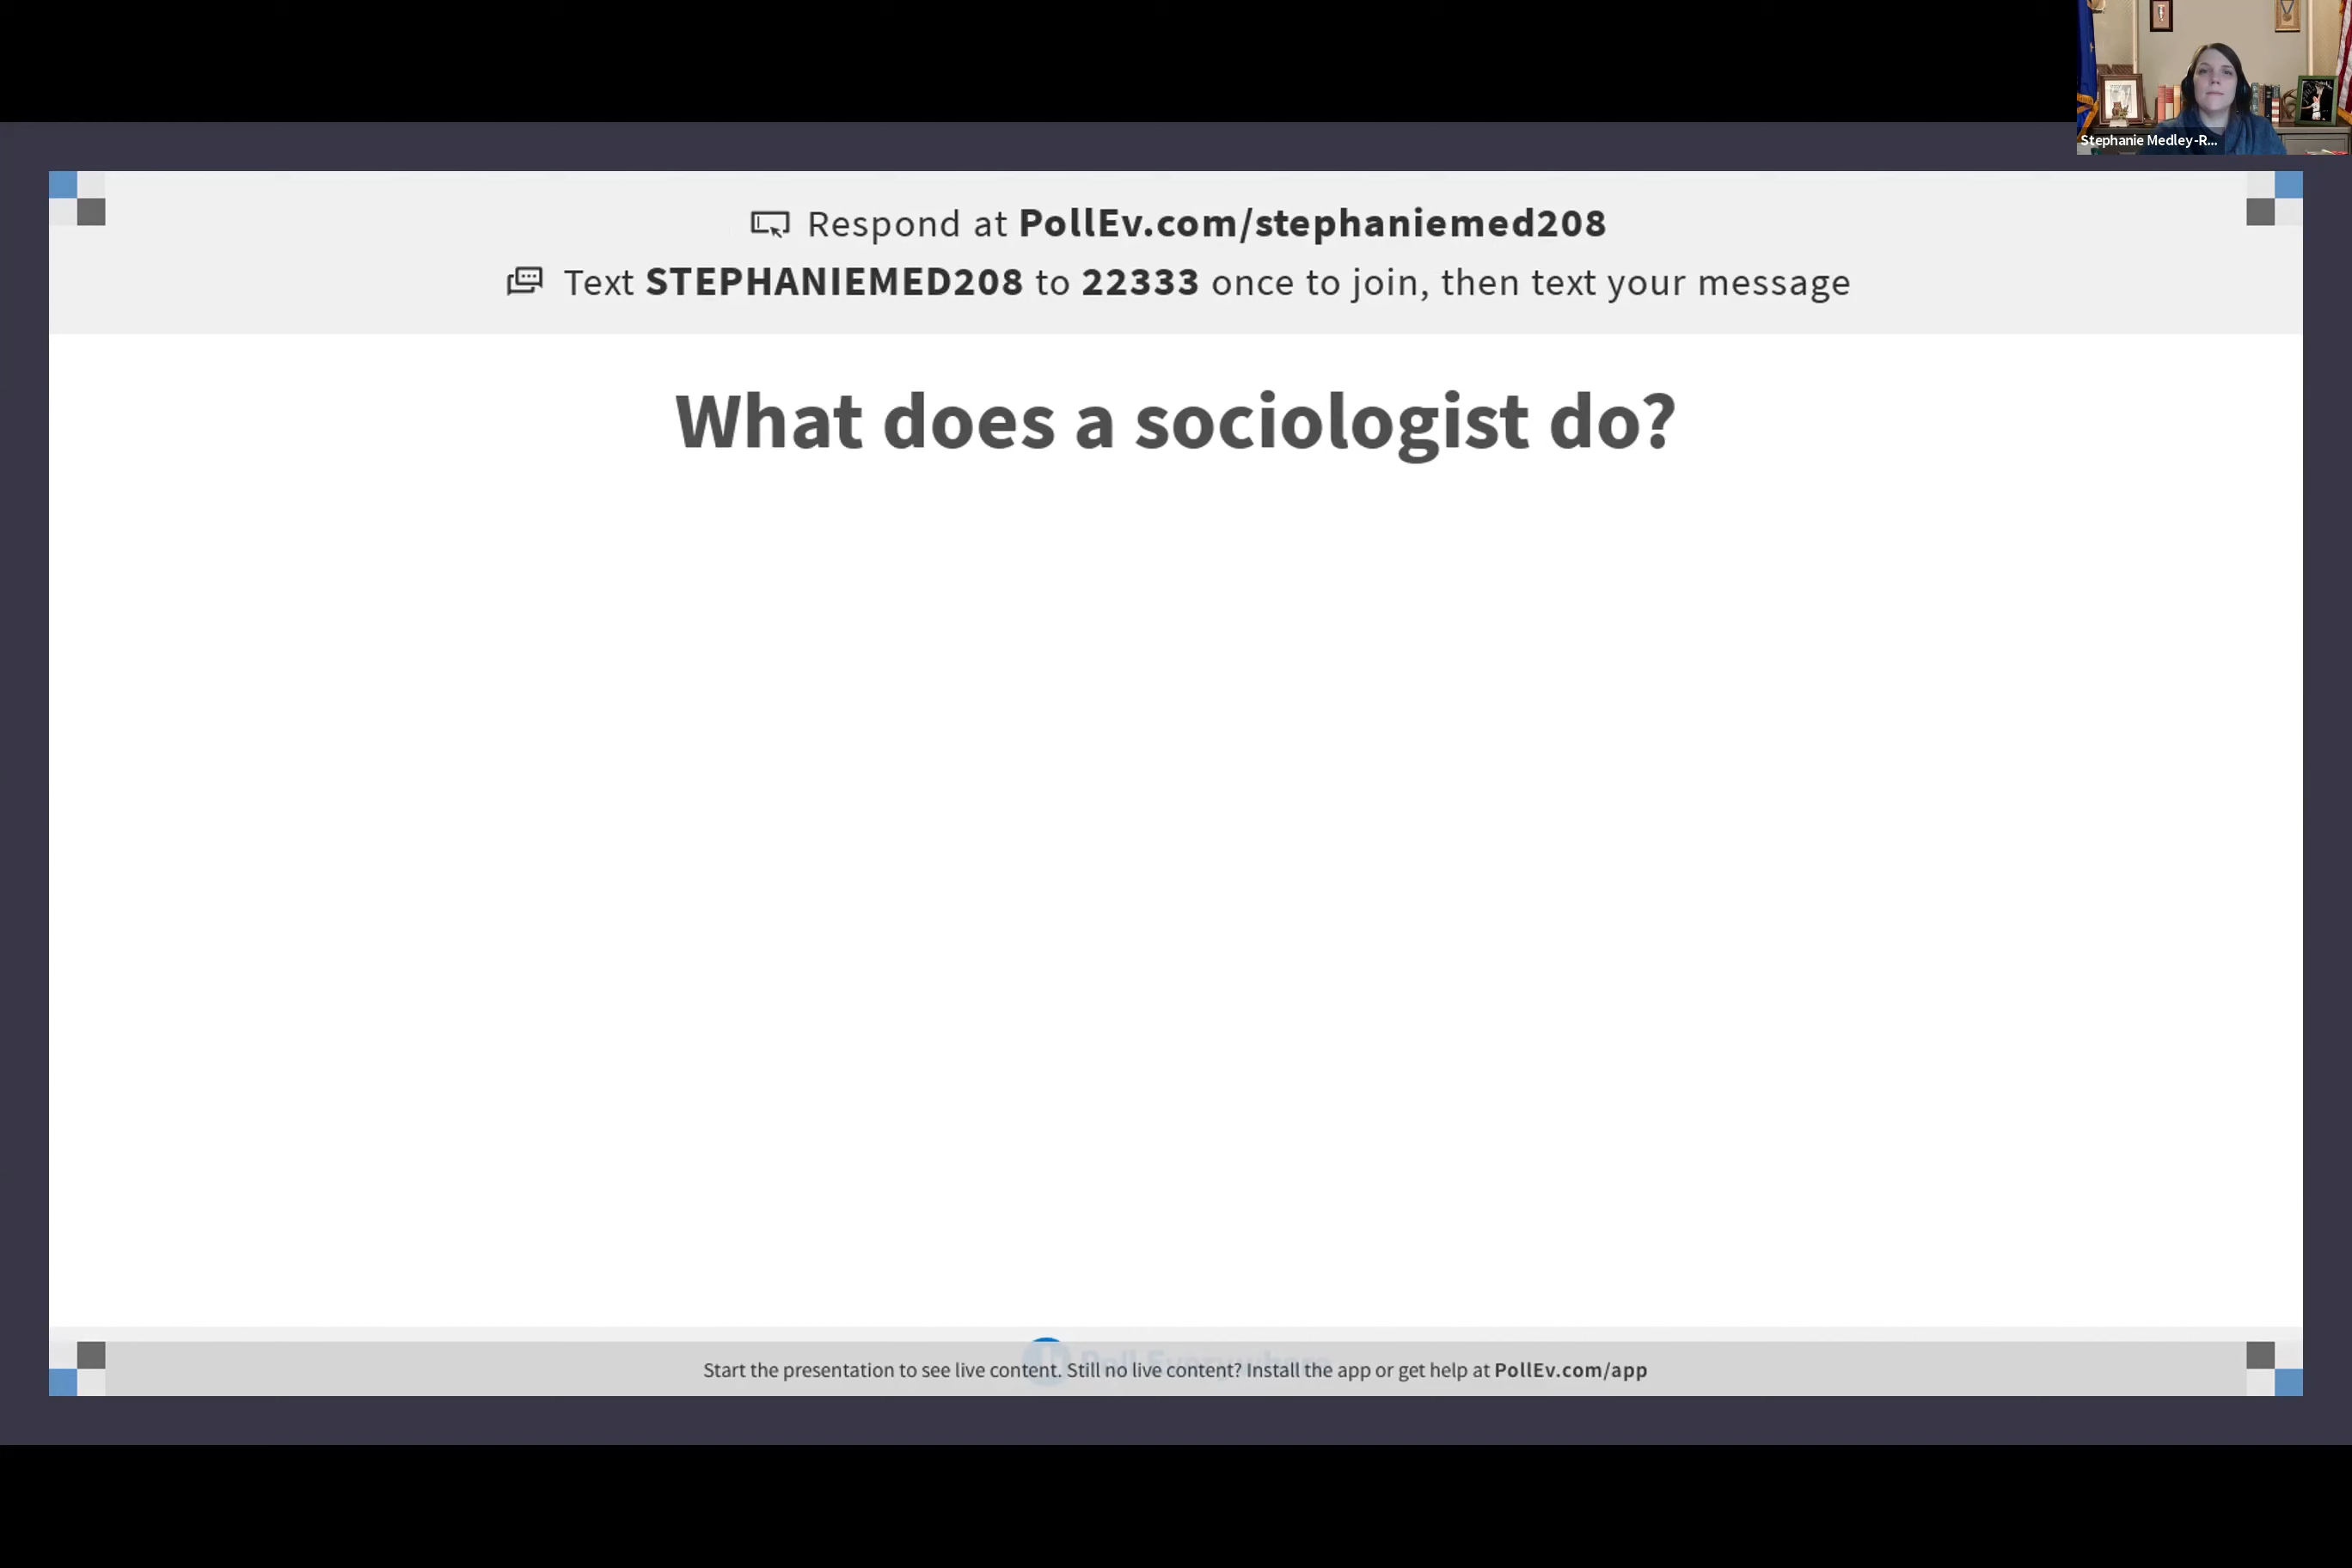 Stephanie Medley-R...
Respond at PollEv.com/stephaniemed208
Text STEPHANIEMED208 to 22333 once to join, then text your message
What does a sociologist do?
Poll Everywhere
Start the presentation to see live content. Still no live content? Install the app or get help at PollEv.com/app